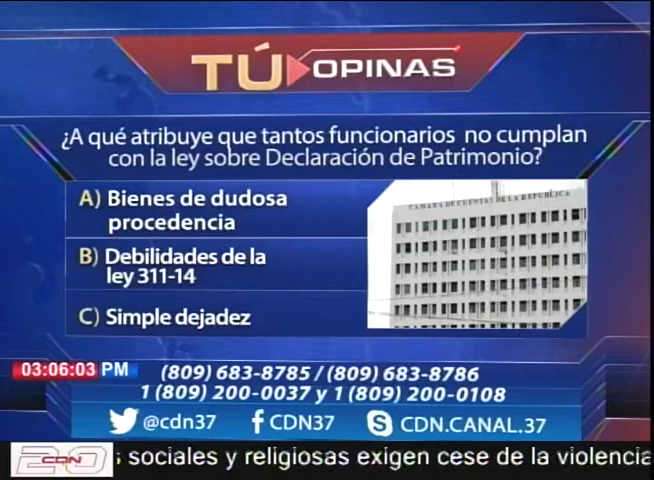 TÚ OPINAS
¿A qué atribuye que tantos funcionarios no cumplan
con la ley sobre Declaración de Patrimonio?
A) Bienes de dudosa
procedencia
B) Debilidades de la
ley 311-14
C) Simple dejadez
CAMARA DE CUENTAS DE LA REPUBLICA
03:06:03 PM
(809) 683-8785 / (809) 683-8786
1 (809) 200-0037 y 1 (809) 200-0108
@cdn37
CDN37
CDN.CANAL.37
CDN
20
sociales y religiosas exigen cese de la violencia